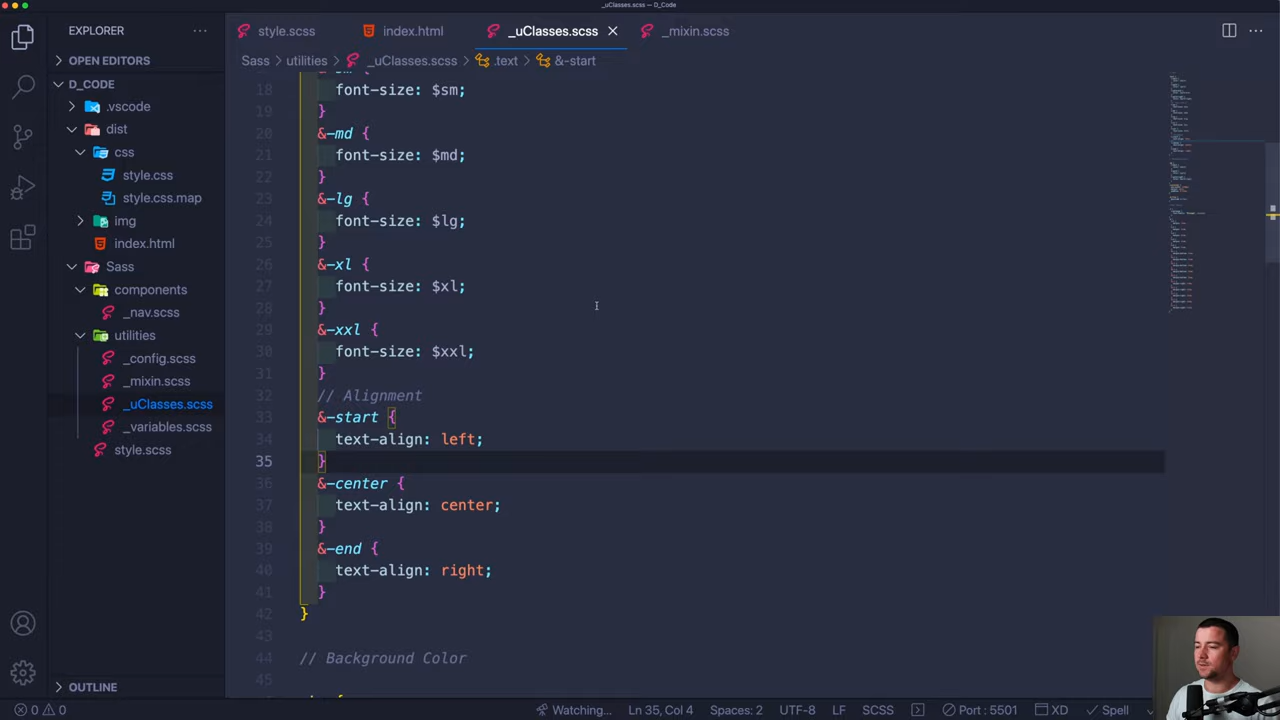 _uClasses.scss — D_Code
EXPLORER
style.scss
index.html
_uClasses.scss
_mixin.scss
OPEN EDITORS
Sass > utilities > _uClasses.scss > .text > &-start
D_CODE
.vscode
dist
css
style.css
style.css.map
img
index.html
Sass
components
_nav.scss
utilities
_config.scss
_mixin.scss
_uClasses.scss
_variables.scss
style.scss
OUTLINE
18 font-size: $sm;
19 }
20 &-md {
21 font-size: $md;
22 }
23 &-lg {
24 font-size: $lg;
25 }
26 &-xl {
27 font-size: $xl;
28 }
29 &-xxl {
30 font-size: $xxl;
31 }
32 // Alignment
33 &-start {
34 text-align: left;
35 }
36 &-center {
37 text-align: center;
38 }
39 &-end {
40 text-align: right;
41 }
42 }
43
44 // Background Color
45
0 0
Watching...
Ln 35, Col 4
Spaces: 2
UTF-8
LF
SCSS
Port : 5501
XD
Spell